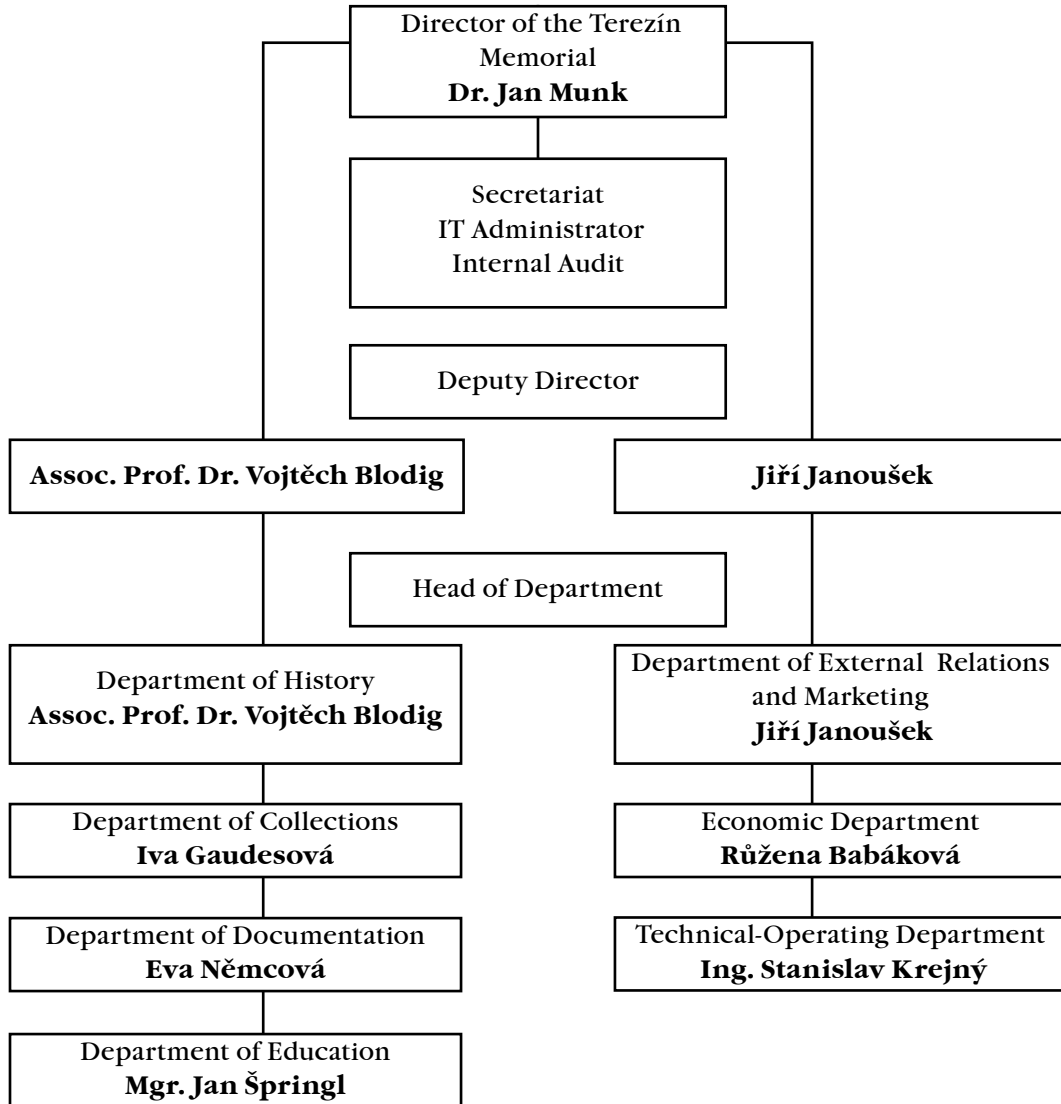 Director of the Terezín
Memorial
Dr. Jan Munk
Secretariat
IT Administrator
Internal Audit
Deputy Director
Assoc. Prof. Dr. Vojtěch Blodig
Jiří Janoušek
Head of Department
Department of History
Assoc. Prof. Dr. Vojtěch Blodig
Department of External Relations
and Marketing
Jiří Janoušek
Department of Collections
Iva Gaudesová
Economic Department
Růžena Babáková
Department of Documentation
Eva Němcová
Technical-Operating Department
Ing. Stanislav Krejný
Department of Education
Mgr. Jan Špringl